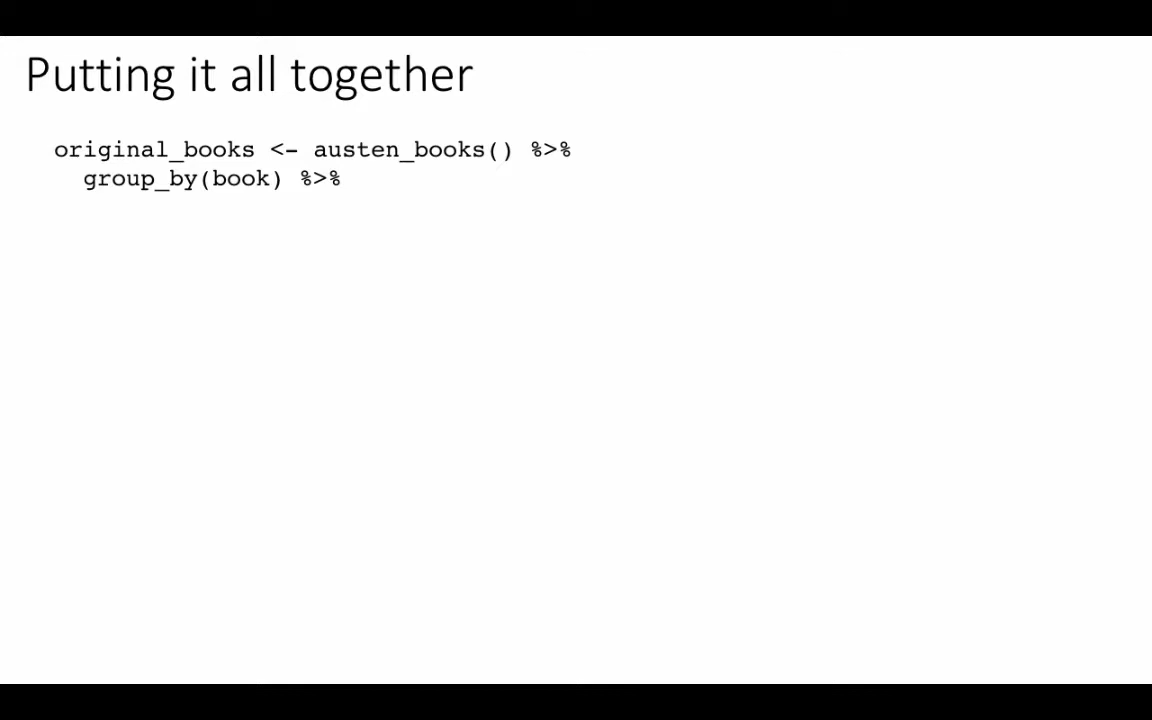 Putting it all together
original_books <- austen_books() %>%
  group_by(book) %>%